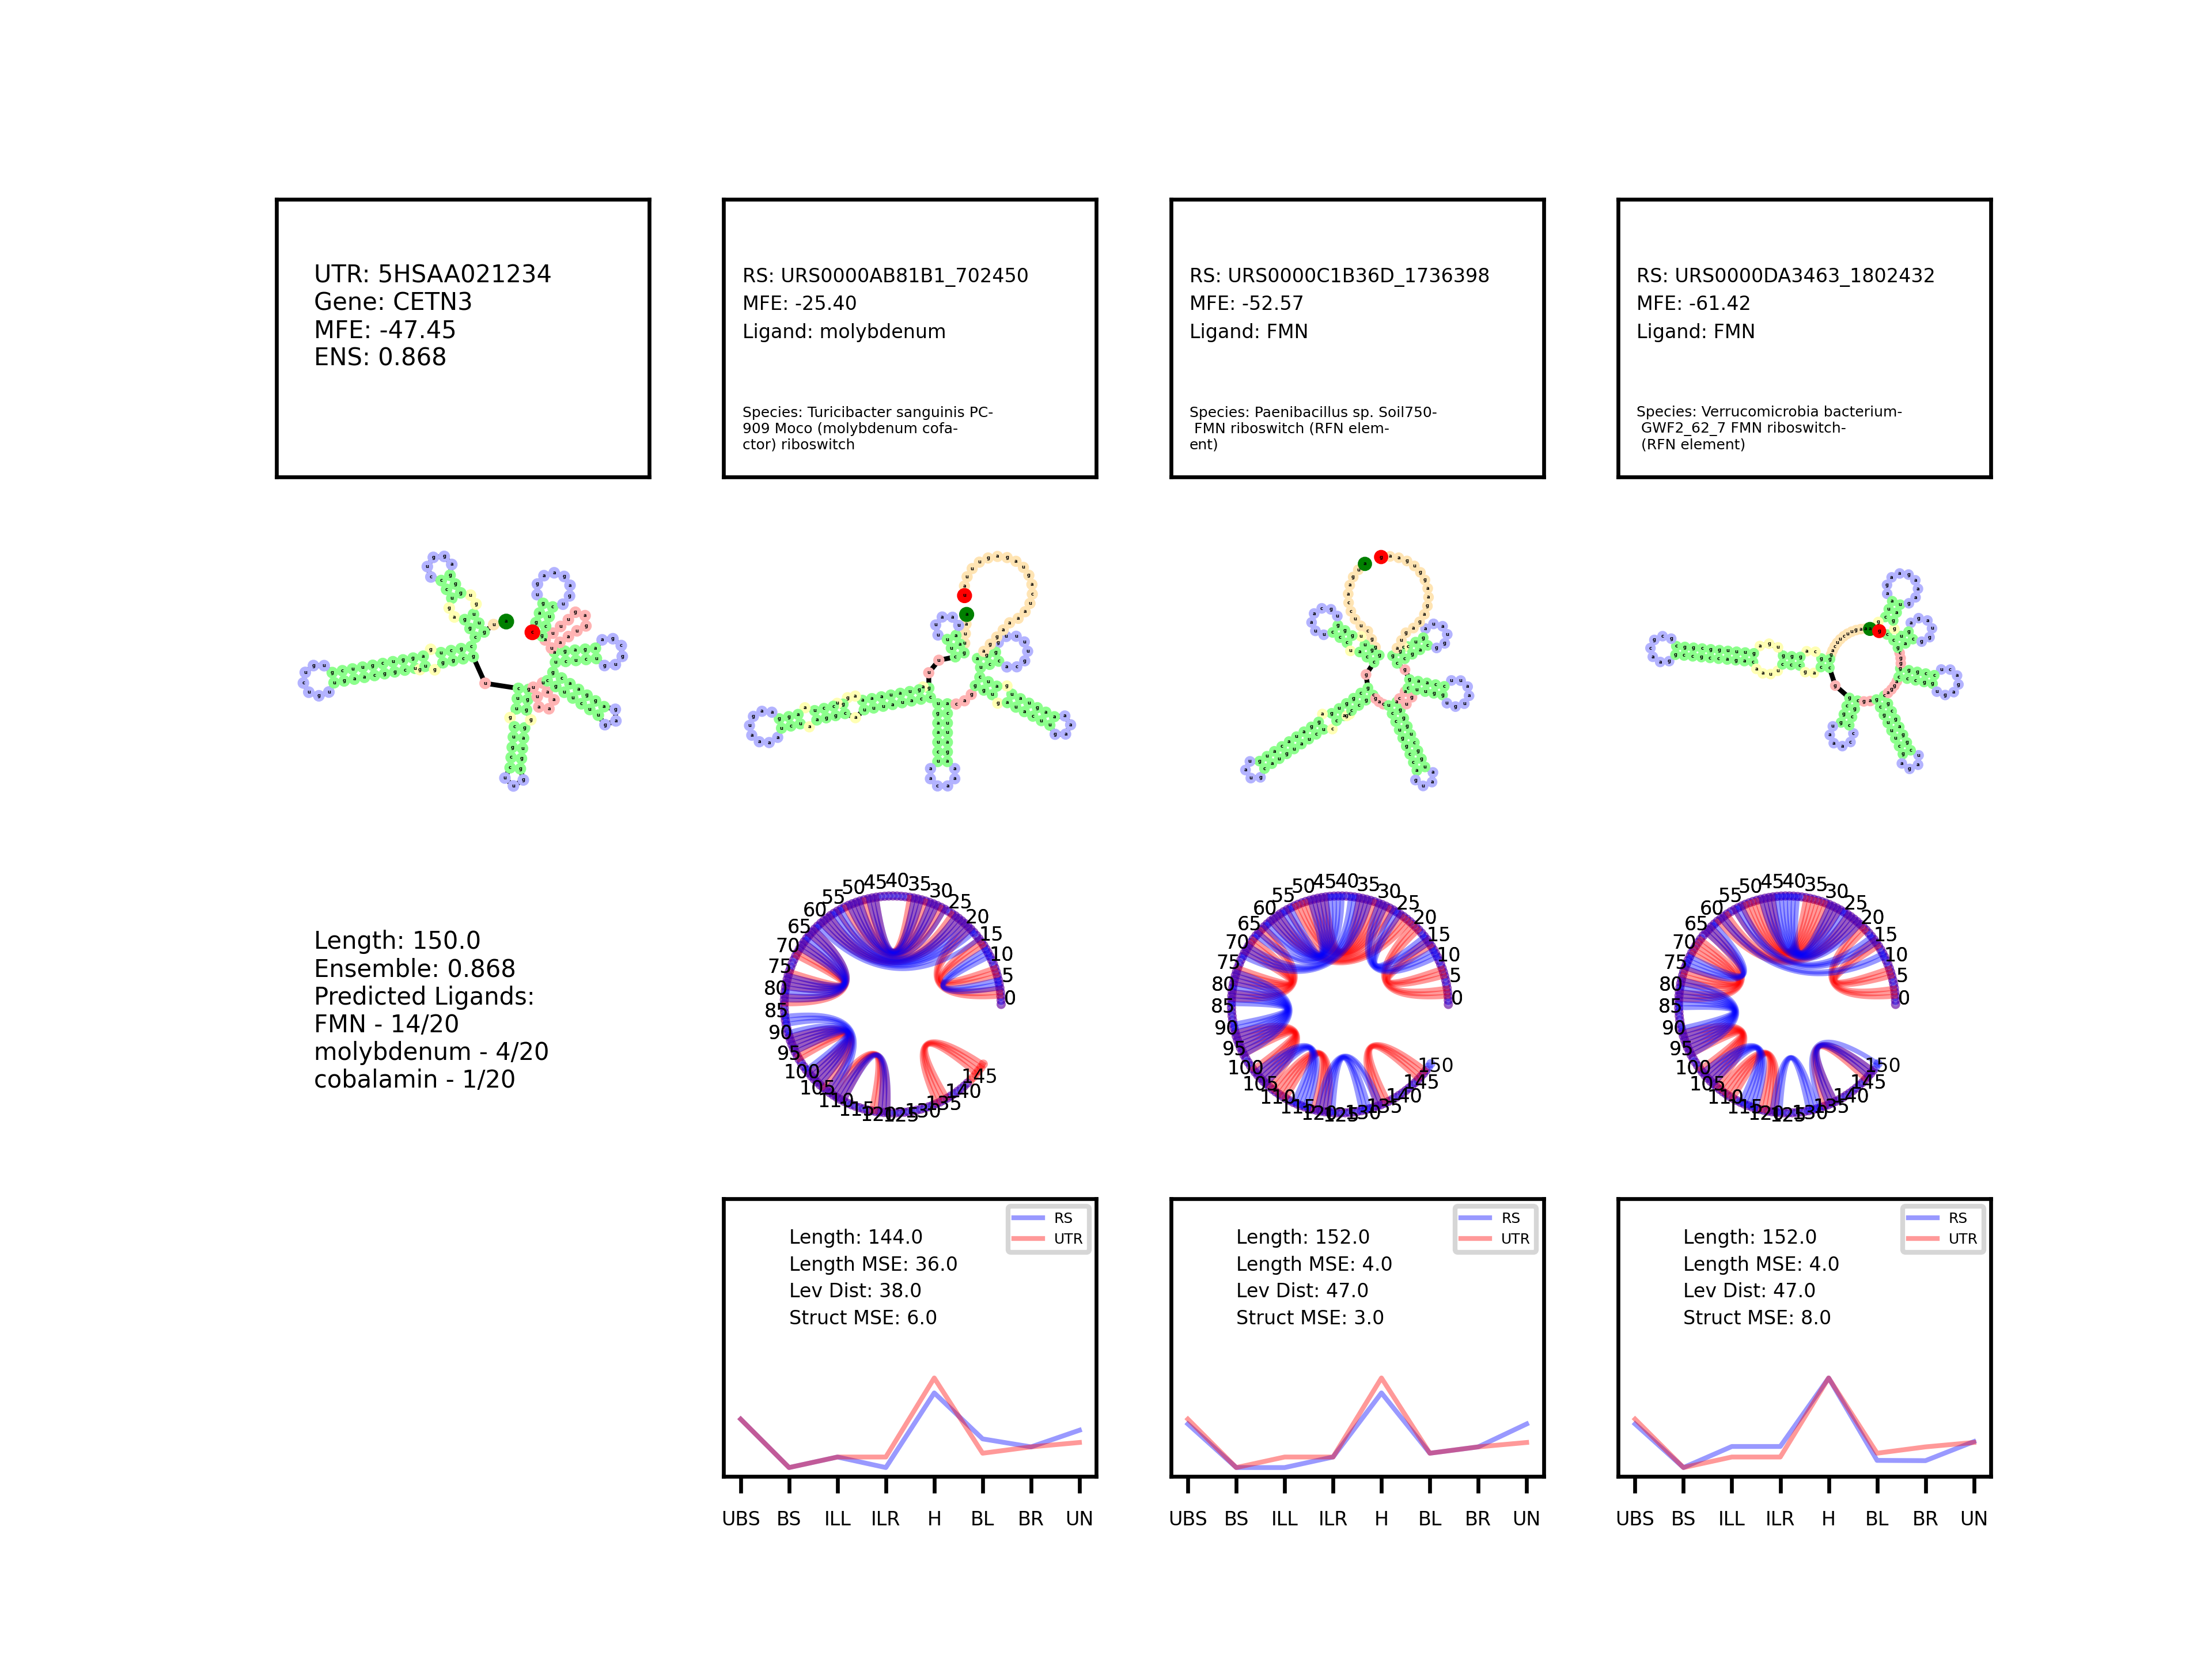 UTR: 5HSAA021234
Gene: CETN3
MFE: -47.45
ENS: 0.868
RS: URS0000AB81B1_702450
MFE: -25.40
Ligand: molybdenum
Species: Turicibacter sanguinis PC-
909 Moco (molybdenum cofa-
ctor) riboswitch
RS: URS0000C1B36D_1736398
MFE: -52.57
Ligand: FMN
Species: Paenibacillus sp. Soil750-
FMN riboswitch (RFN elem-
ent)
RS: URS0000DA3463_1802432
MFE: -61.42
Ligand: FMN
Species: Verrucomicrobia bacterium-
GWF2_62_7 FMN riboswitch-
(RFN element)
Length: 150.0
Ensemble: 0.868
Predicted Ligands:
FMN - 14/20
molybdenum - 4/20
cobalamin - 1/20
0 5 10 15 20 25 30 35 40 45 50 55 60 65 70 75 80 85 90 95 100 105 110 115 120 125 130 135 140 145
0 5 10 15 20 25 30 35 40 45 50 55 60 65 70 75 80 85 90 95 100 105 110 115 120 125 130 135 140 145 150
0 5 10 15 20 25 30 35 40 45 50 55 60 65 70 75 80 85 90 95 100 105 110 115 120 125 130 135 140 145 150
RS
UTR
Length: 144.0
Length MSE: 36.0
Lev Dist: 38.0
Struct MSE: 6.0
UBS BS ILL ILR H BL BR UN
RS
UTR
Length: 152.0
Length MSE: 4.0
Lev Dist: 47.0
Struct MSE: 3.0
UBS BS ILL ILR H BL BR UN
RS
UTR
Length: 152.0
Length MSE: 4.0
Lev Dist: 47.0
Struct MSE: 8.0
UBS BS ILL ILR H BL BR UN